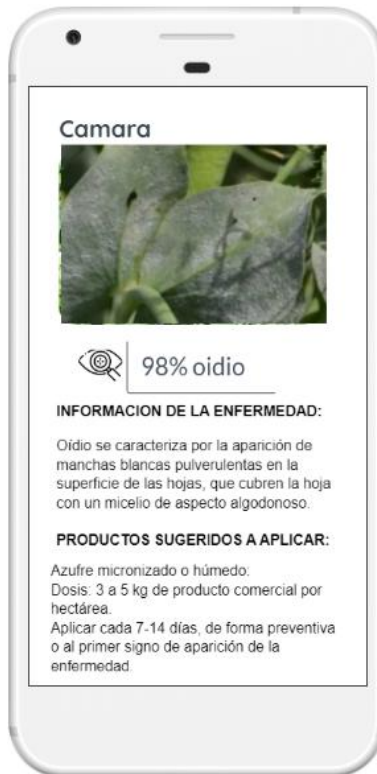 Camara
98% oidio
INFORMACION DE LA ENFERMEDAD:
Oídio se caracteriza por la aparición de
manchas blancas pulverulentas en la
superficie de las hojas, que cubren la hoja
con un micelio de aspecto algodonoso.
PRODUCTOS SUGERIDOS A APLICAR:
Azufre micronizado o húmedo:
Dosis: 3 a 5 kg de producto comercial por
hectárea.
Aplicar cada 7-14 días, de forma preventiva
o al primer signo de aparición de la
enfermedad.